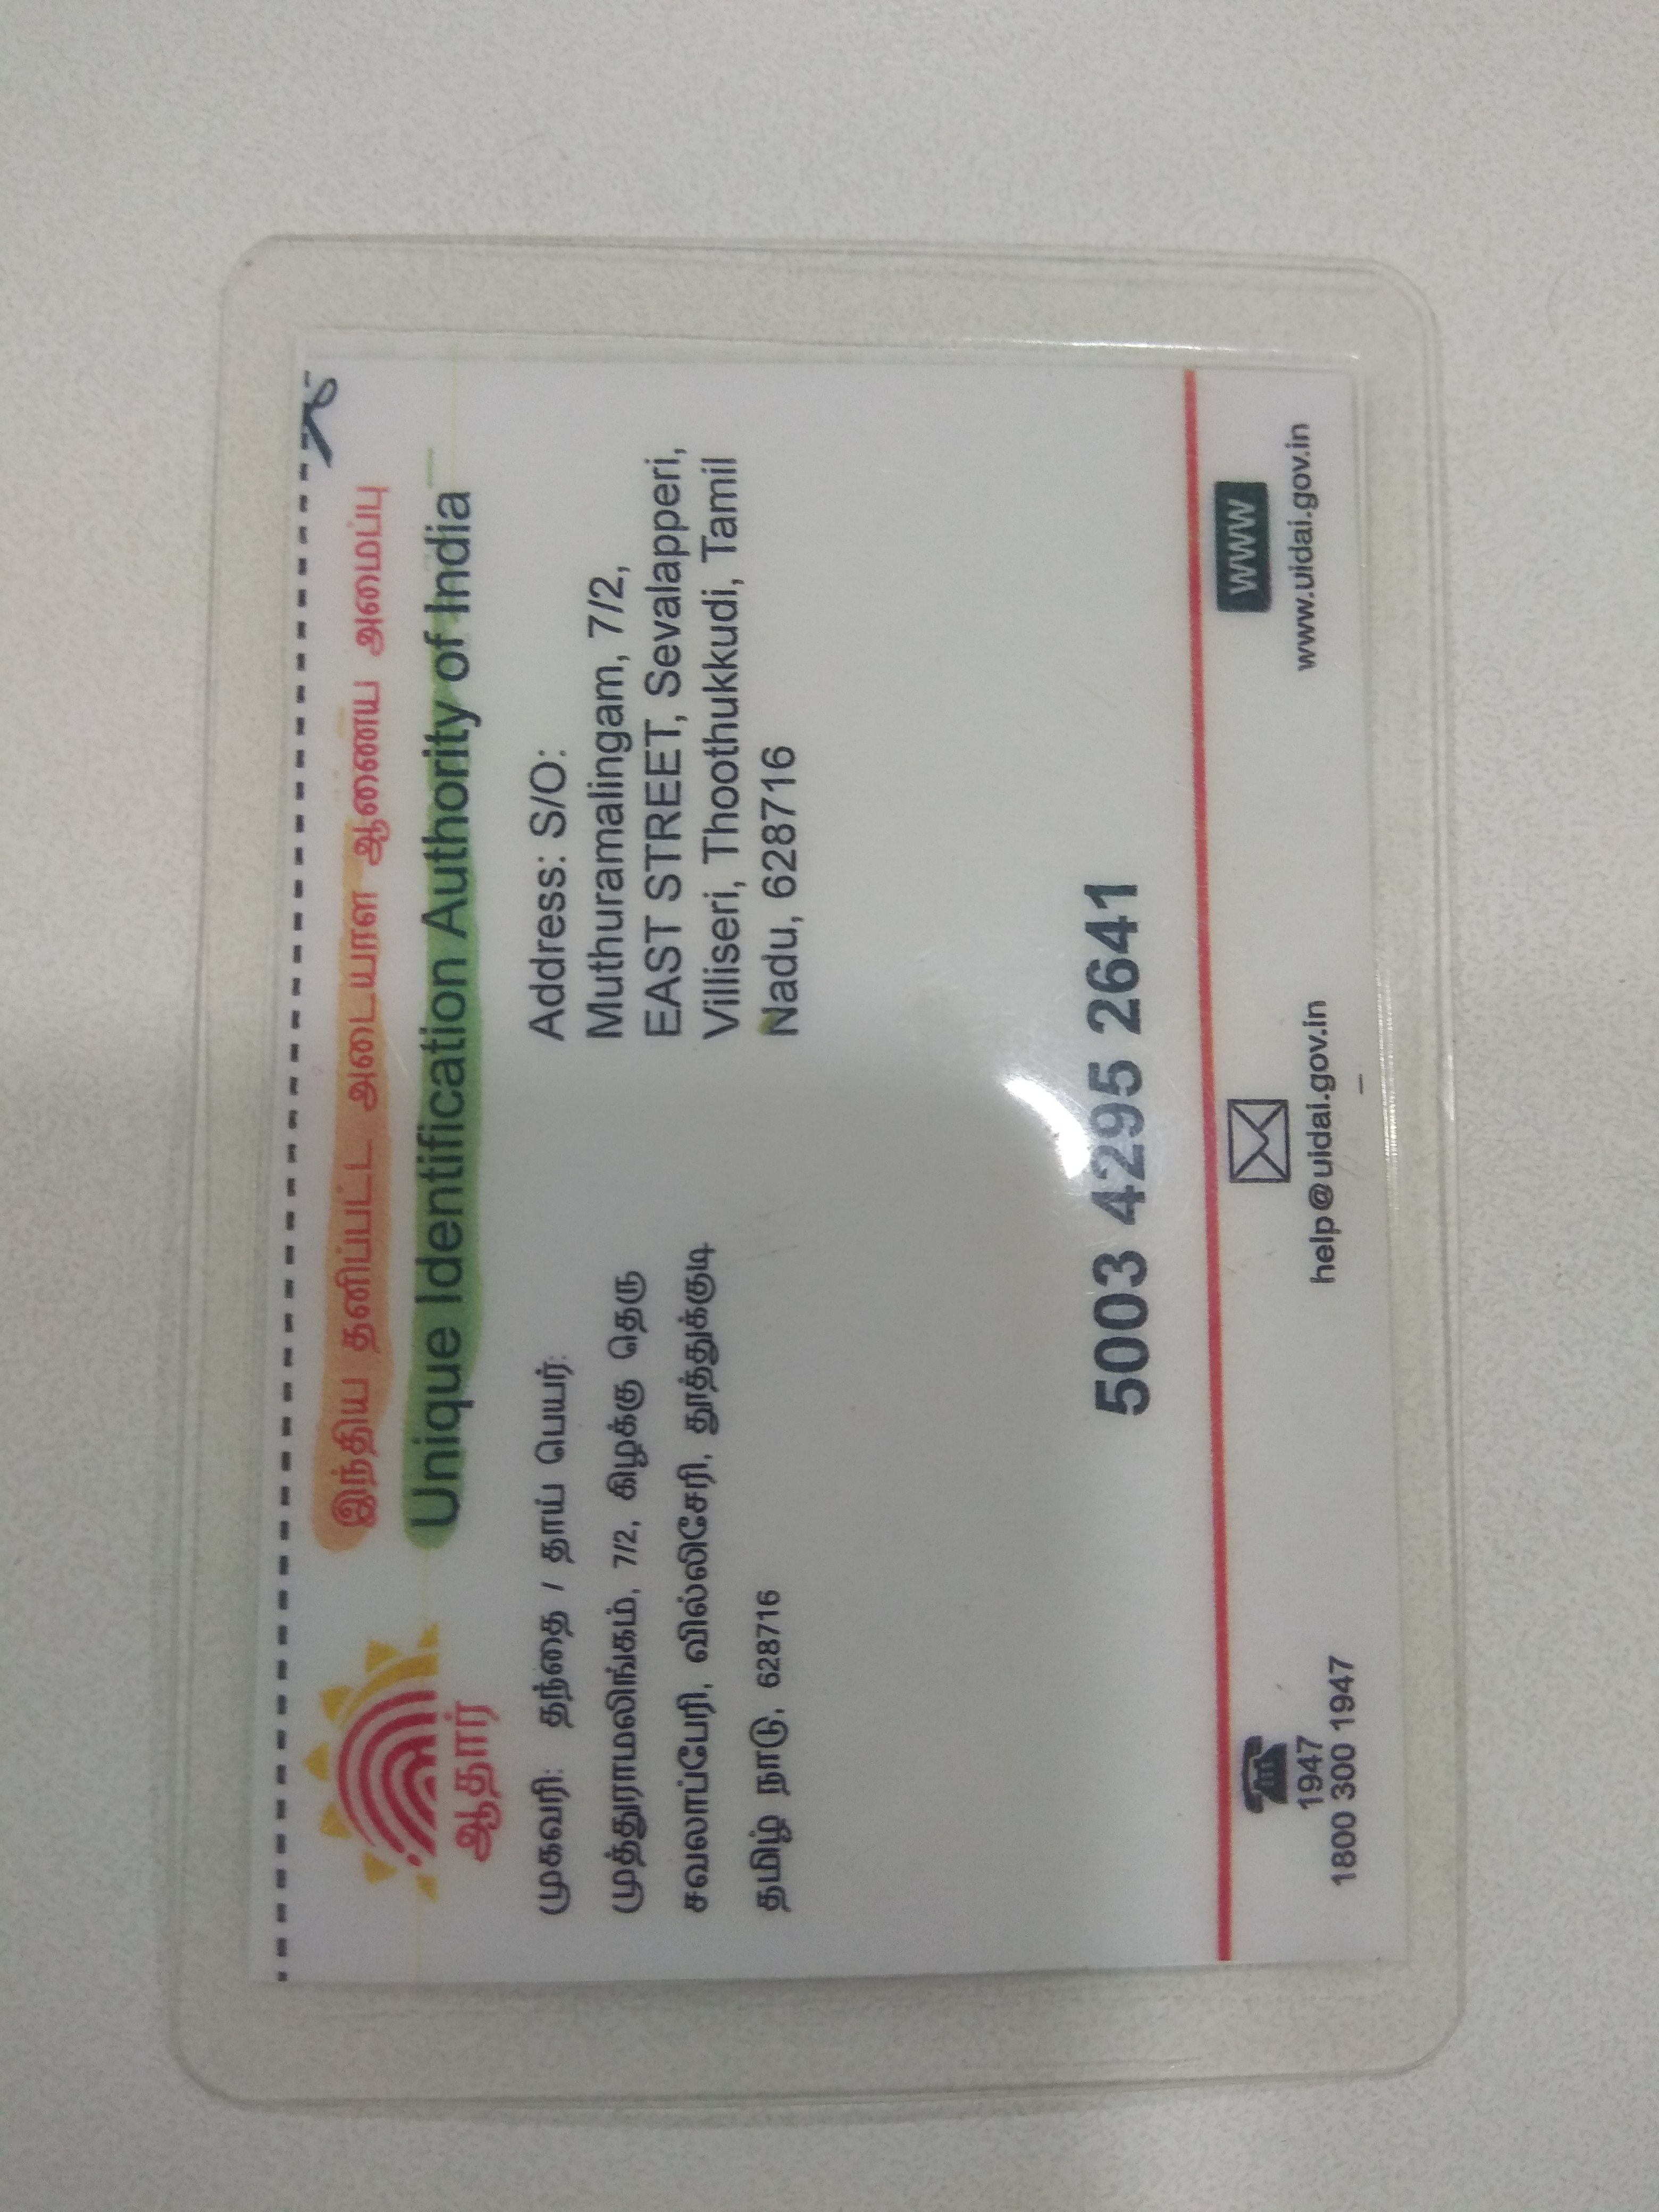 இந்திய தனிப்பட்ட அடையாள ஆணைய அமைப்பு
Unique Identification Authority of India
ஆதார்
முகவரி: தந்தை / தாய் பெயர்:
முத்துராமலிங்கம், 7/2, கிழக்கு தெரு
சவலாப்பேரி, வில்லிசேரி, தூத்துக்குடி
தமிழ் நாடு, 628716
Address: S/O:
Muthuramalingam, 7/2,
EAST STREET, Sevalapperi,
Villiseri, Thoothukkudi, Tamil
Nadu, 628716
5003 4295 2641
1947
1800 300 1947
help@uidai.gov.in
WWW
www.uidai.gov.in